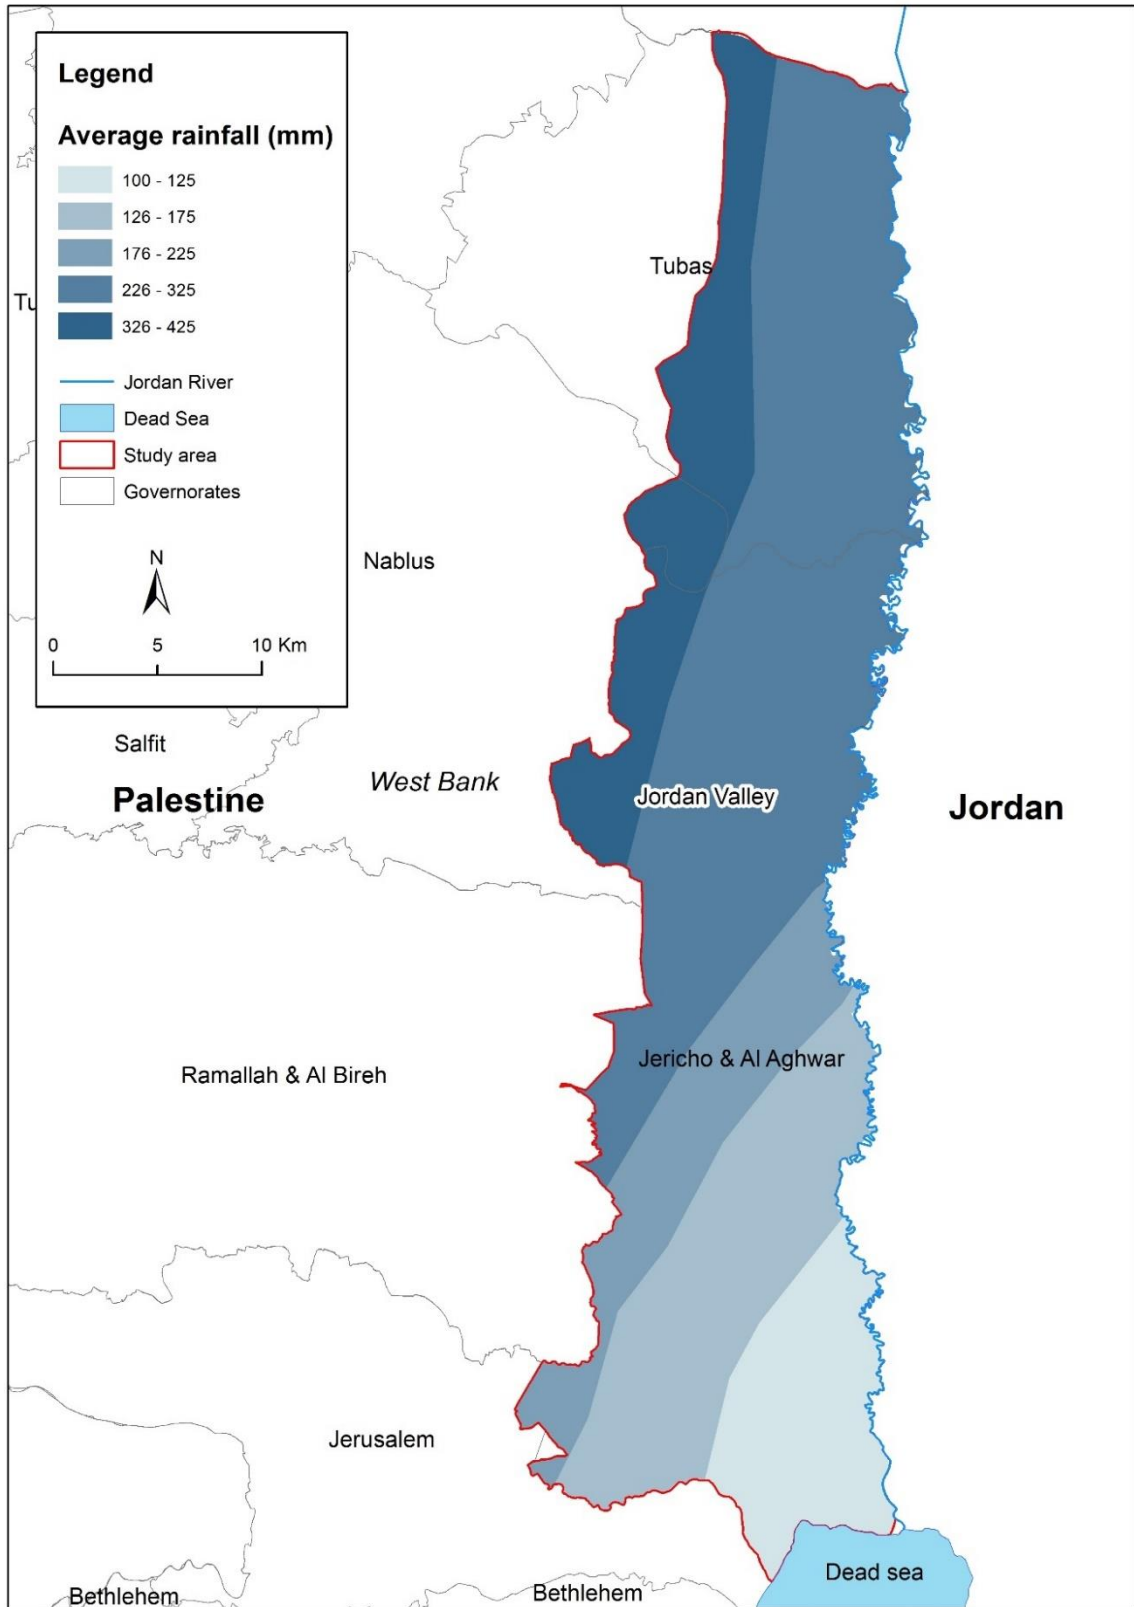 Legend
Average rainfall (mm)
100 - 125
126 - 175
176 - 225
226 - 325
326 - 425
Jordan River
Dead Sea
Study area
Governorates
N
0 5 10 Km
Tu
Tubas
Nablus
Salfit
West Bank
Palestine
Jordan Valley
Jordan
Jericho & Al Aghwar
Ramallah & Al Bireh
Jerusalem
Dead sea
Bethlehem
Bethlehem